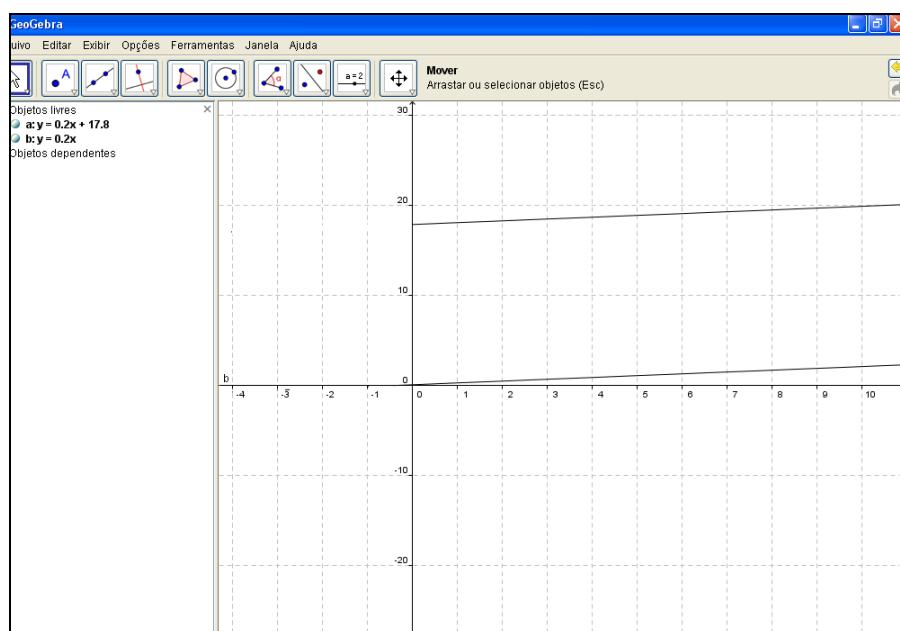 GeoGebra
uivo Editar Exibir Opções Ferramentas Janela Ajuda
A
α
a=2
Mover
Arrastar ou selecionar objetos (Esc)
Objetos livres
a: y = 0.2x + 17.8
b: y = 0.2x
Objetos dependentes
30
20
10
0
-10
-20
b
-4 -3 -2 -1 0 1 2 3 4 5 6 7 8 9 10